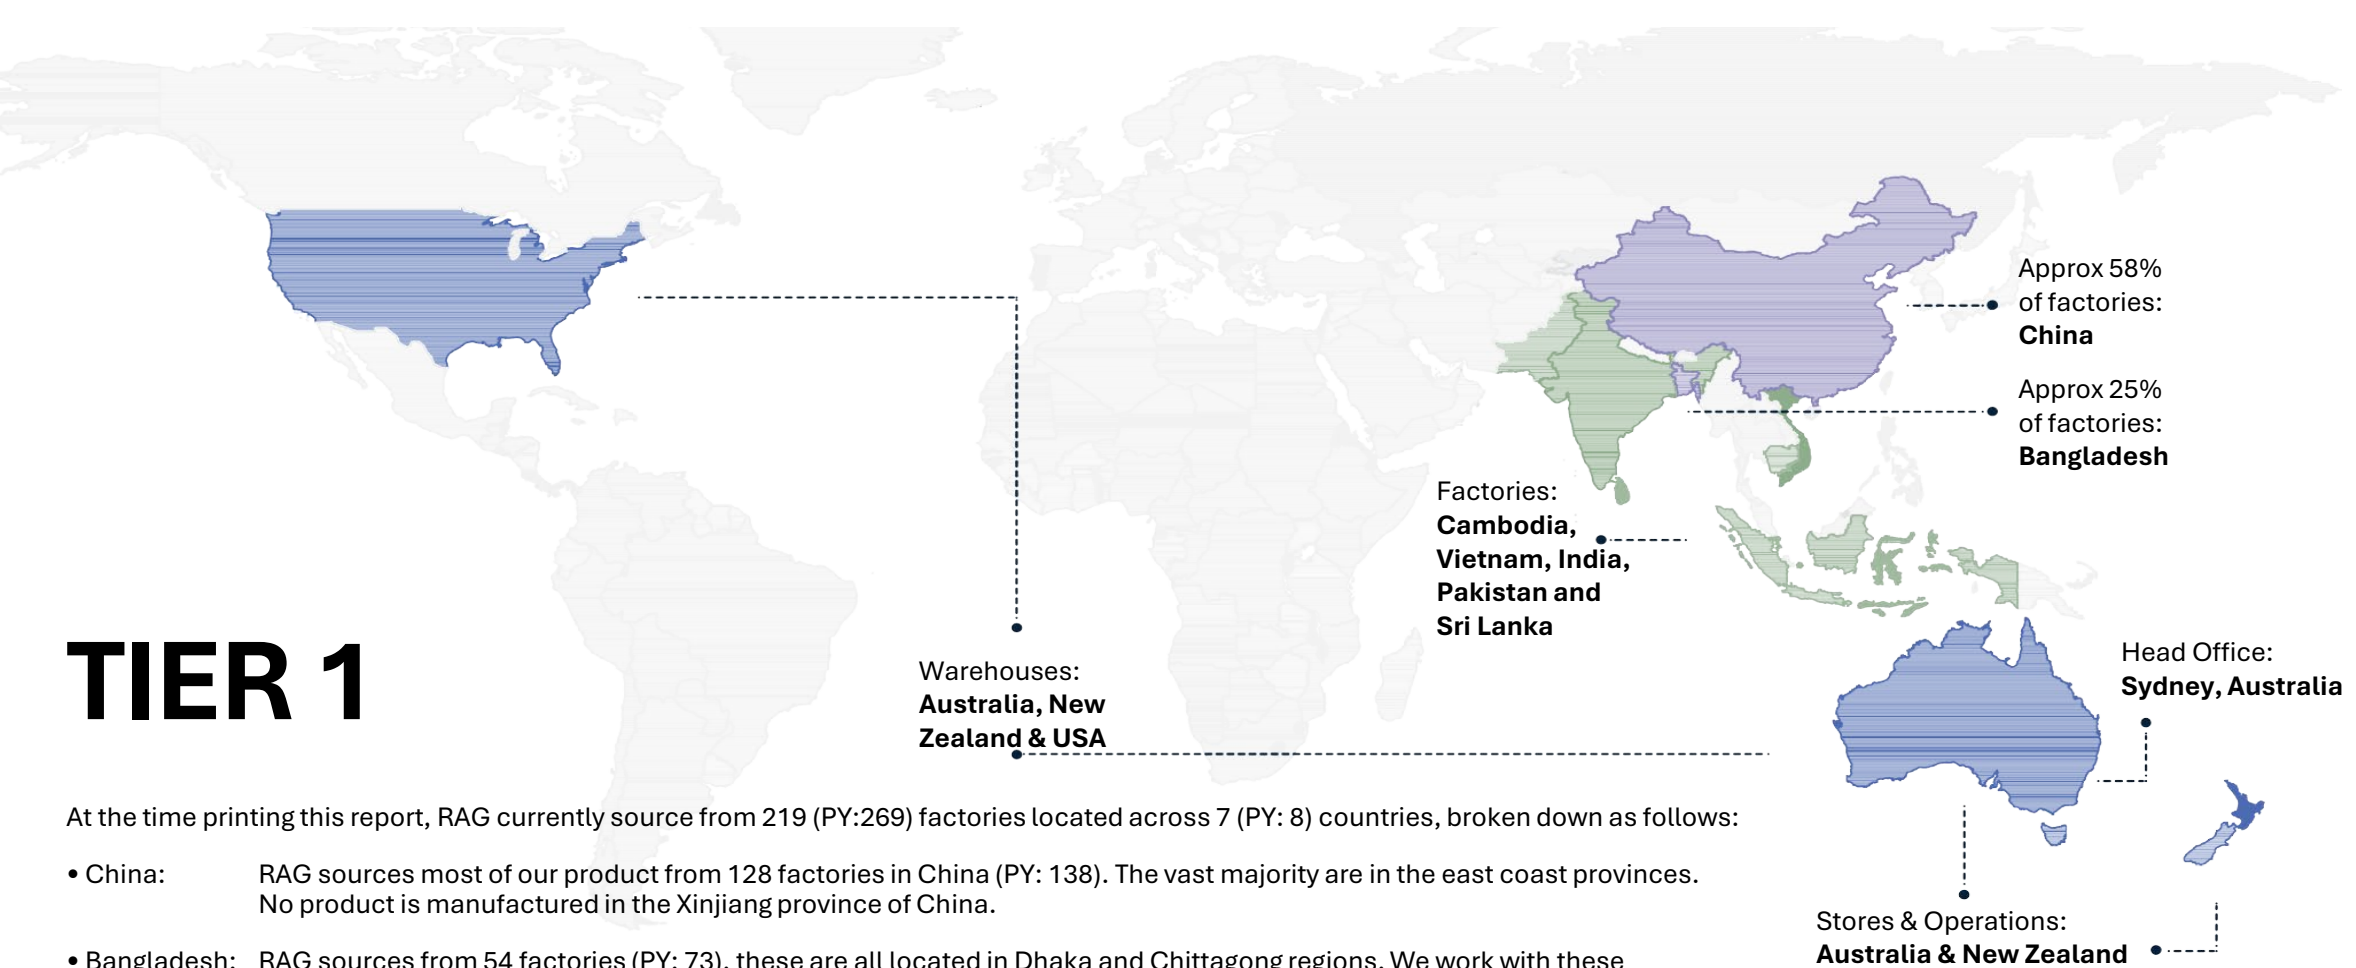 Approx 58%
of factories:
China
Approx 25%
of factories:
Bangladesh
Factories:
Cambodia,
Vietnam, India,
Pakistan and
Sri Lanka
Warehouses:
Australia, New
Zealand & USA
Head Office:
Sydney, Australia
Stores & Operations:
Australia & New Zealand
TIER 1
At the time printing this report, RAG currently source from 219 (PY:269) factories located across 7 (PY: 8) countries, broken down as follows:
• China: RAG sources most of our product from 128 factories in China (PY: 138). The vast majority are in the east coast provinces.
No product is manufactured in the Xinjiang province of China.
• Bangladesh: RAG sources from 54 factories (PY: 73), these are all located in Dhaka and Chittagong regions. We work with these